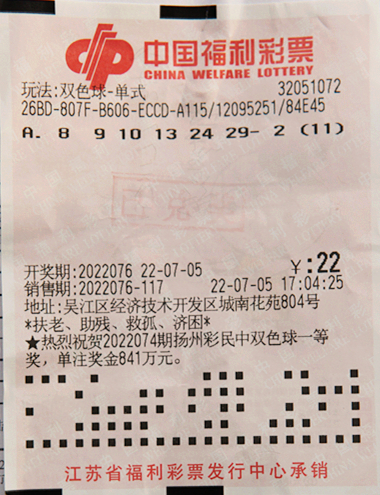 中国福利彩票
CHINA WELFARE LOTTERY
玩法:双色球-单式 32051072
26BD-807F-B606-ECCD-A115/12095251/84E45
A. 8 9 10 13 24 29- 2 (11)
开奖期:2022076 22-07-05 ¥:22
销售期:2022076-117 22-07-05 17:04:25
地址:吴江区经济技术开发区城南花苑804号
*扶老、助残、救孤、济困*
★热烈祝贺2022074期扬州彩民中双色球一等
奖,单注奖金841万元。
江苏省福利彩票发行中心承销